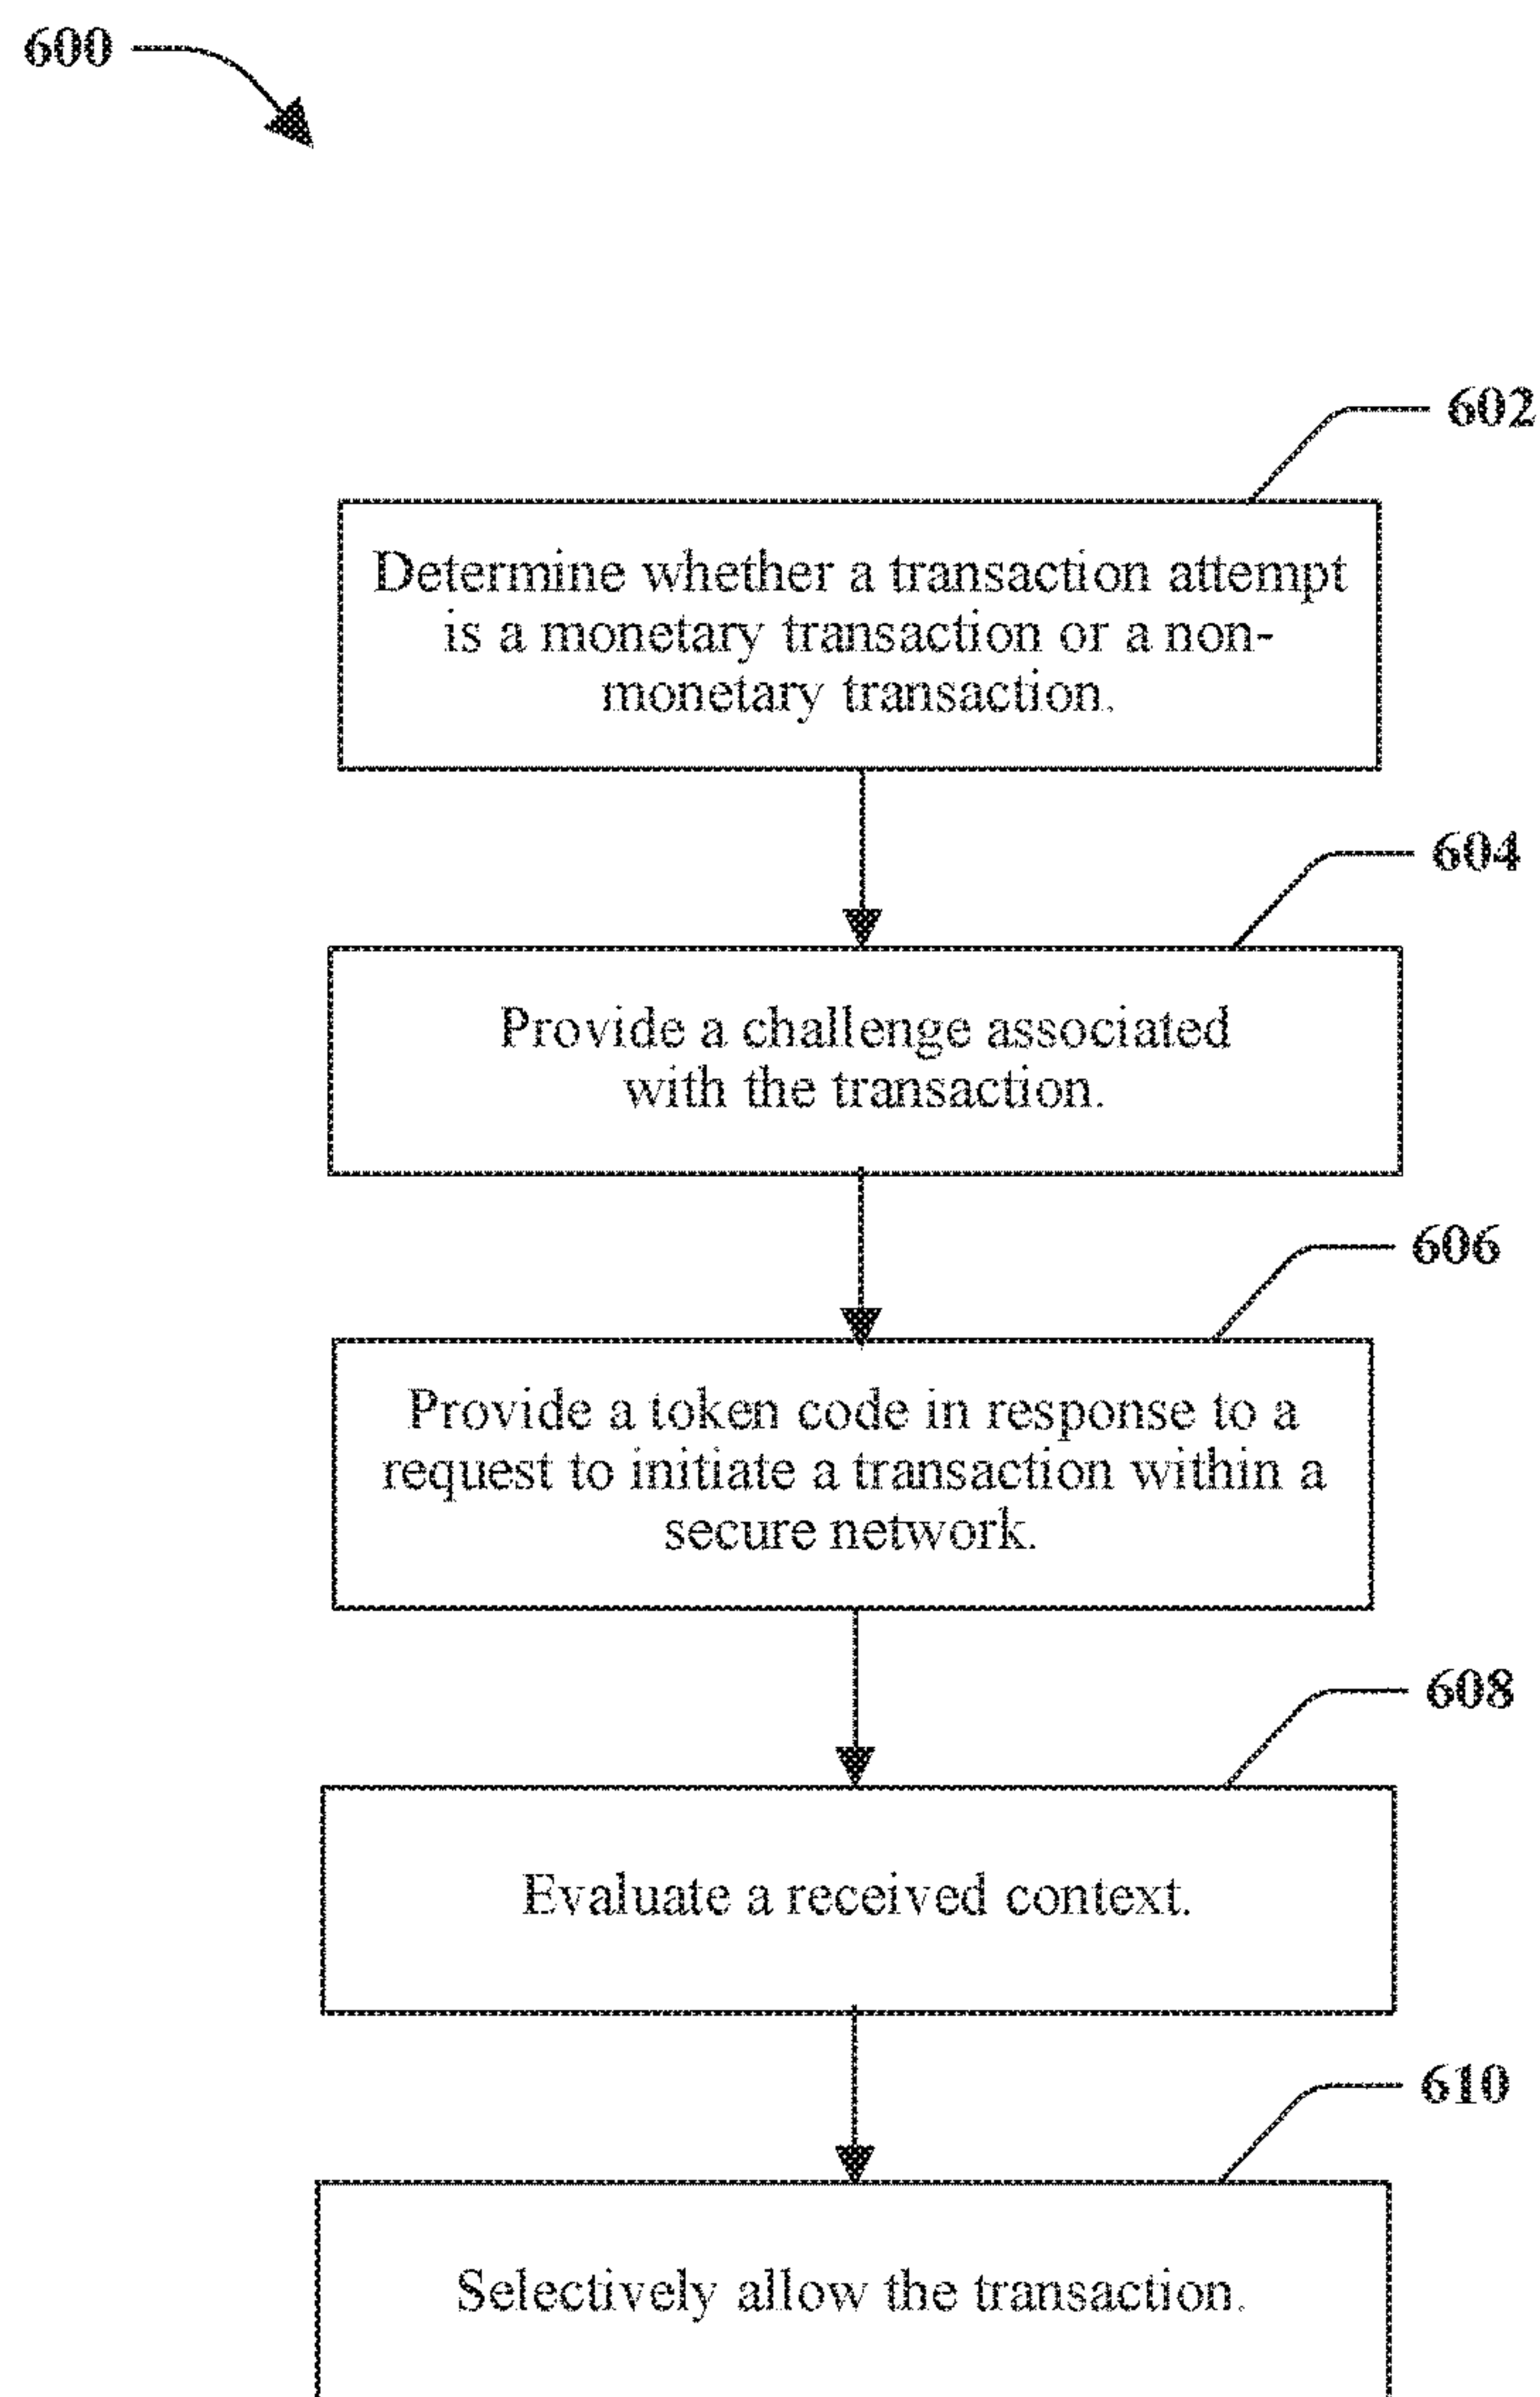 600
602
Determine whether a transaction attempt
is a monetary transaction or a non-
monetary transaction.
604
Provide a challenge associated
with the transaction.
606
Provide a token code in response to a
request to initiate a transaction within a
secure network.
608
Evaluate a received context.
610
Selectively allow the transaction.